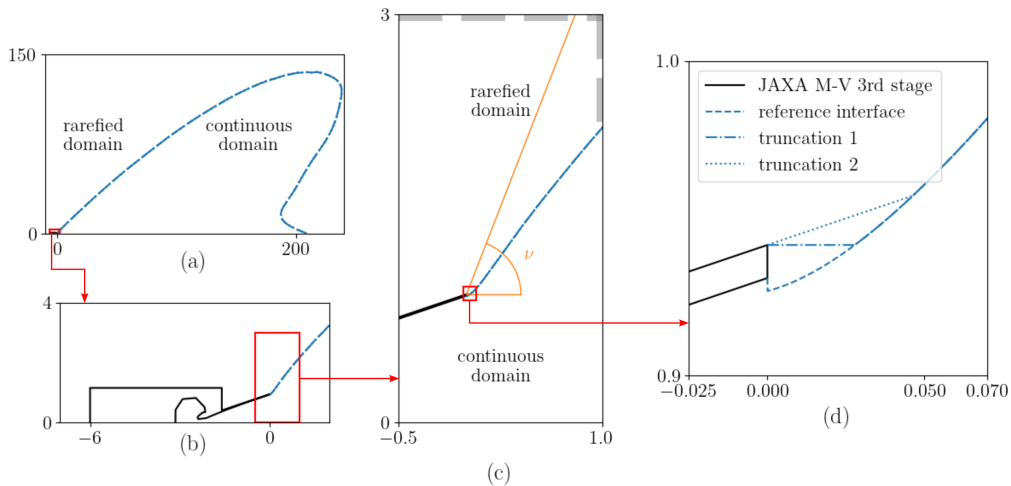 150
0
rarefied
domain
continuous
domain
0
200
(a)
4
0
−6
0
(b)
3
0
rarefied
domain
ν
continuous
domain
−0.5
1.0
(c)
1.0
0.9
JAXA M-V 3rd stage
reference interface
truncation 1
truncation 2
−0.025
0.000
0.050
0.070
(d)